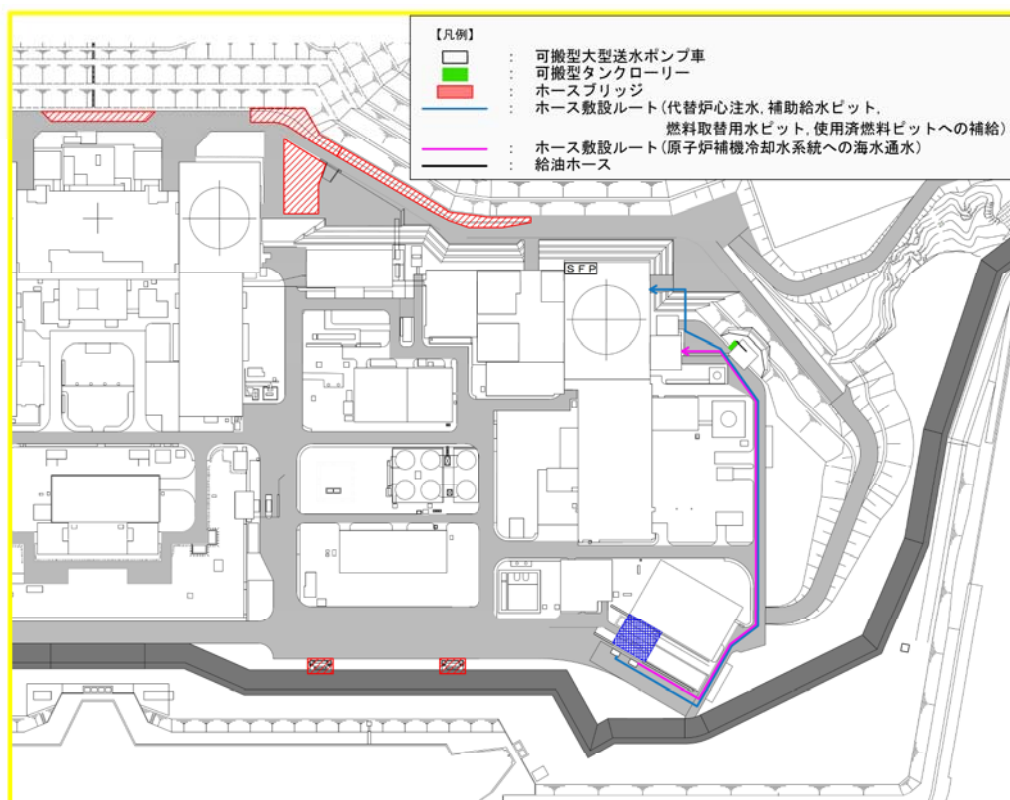 【凡例】
： 可搬型大型送水ポンプ車
： 可搬型タンクローリー
： ホースブリッジ
： ホース敷設ルート(代替炉心注水, 補助給水ピット,
燃料取替用水ピット, 使用済燃料ピットへの補給)
： ホース敷設ルート(原子炉補機冷却水系統への海水通水)
： 給油ホース
SFP